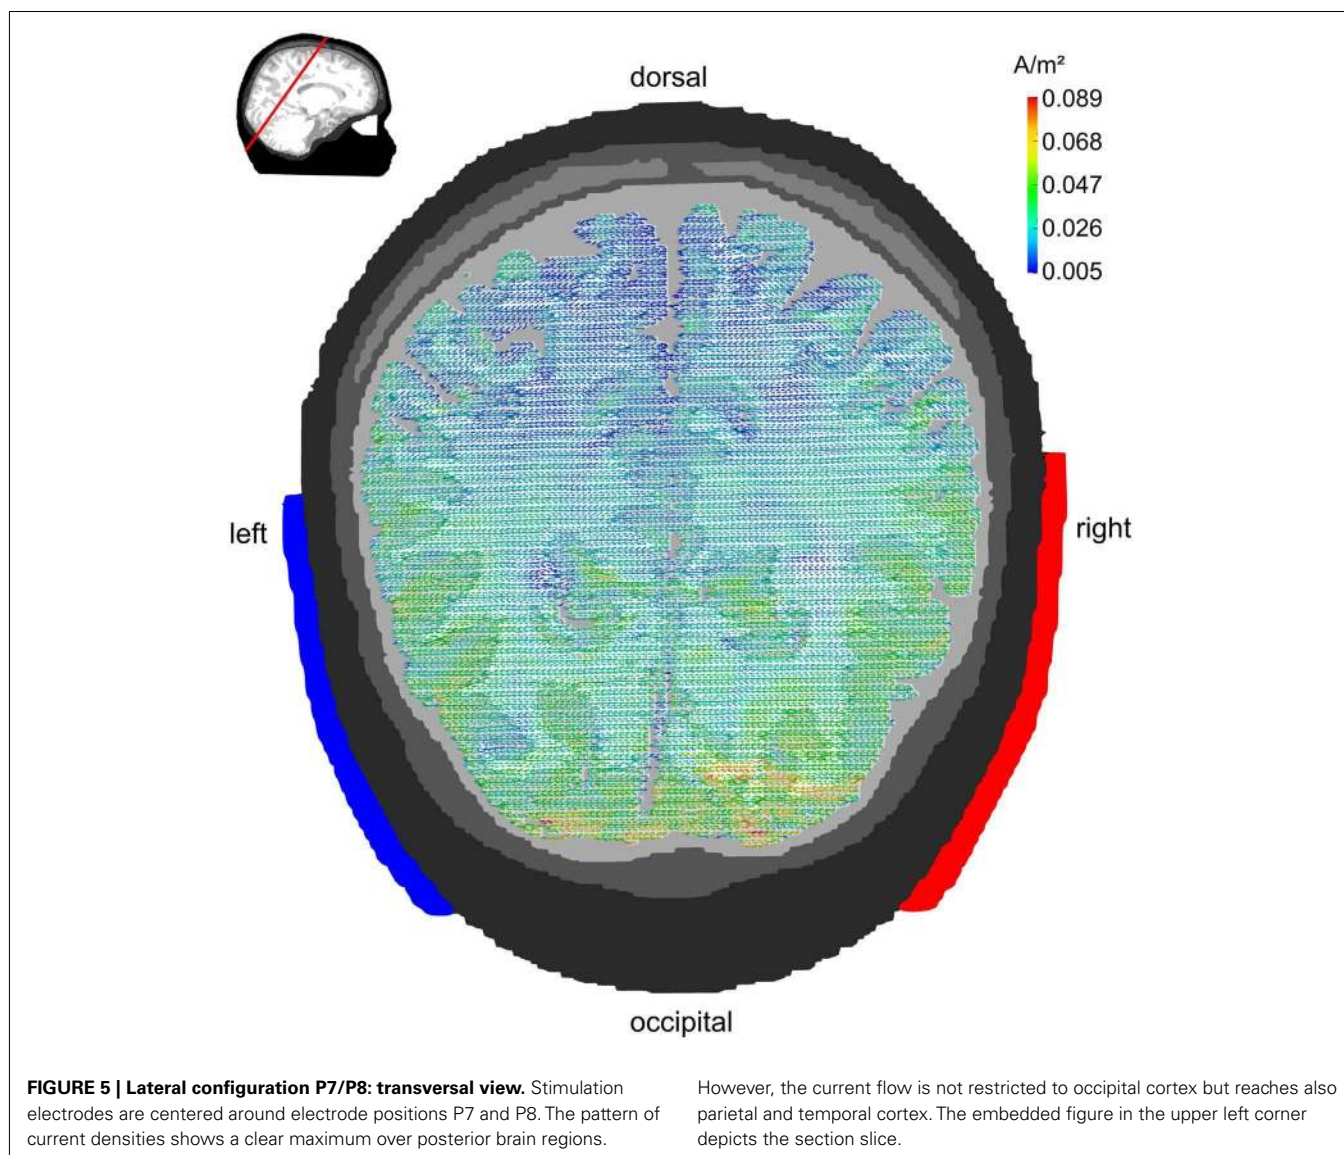 dorsal
A/m²
0.089
0.068
0.047
0.026
0.005
left
right
occipital
FIGURE 5 | Lateral configuration P7/P8: transversal view. Stimulation
electrodes are centered around electrode positions P7 and P8. The pattern of
current densities shows a clear maximum over posterior brain regions.
However, the current flow is not restricted to occipital cortex but reaches also
parietal and temporal cortex. The embedded figure in the upper left corner
depicts the section slice.